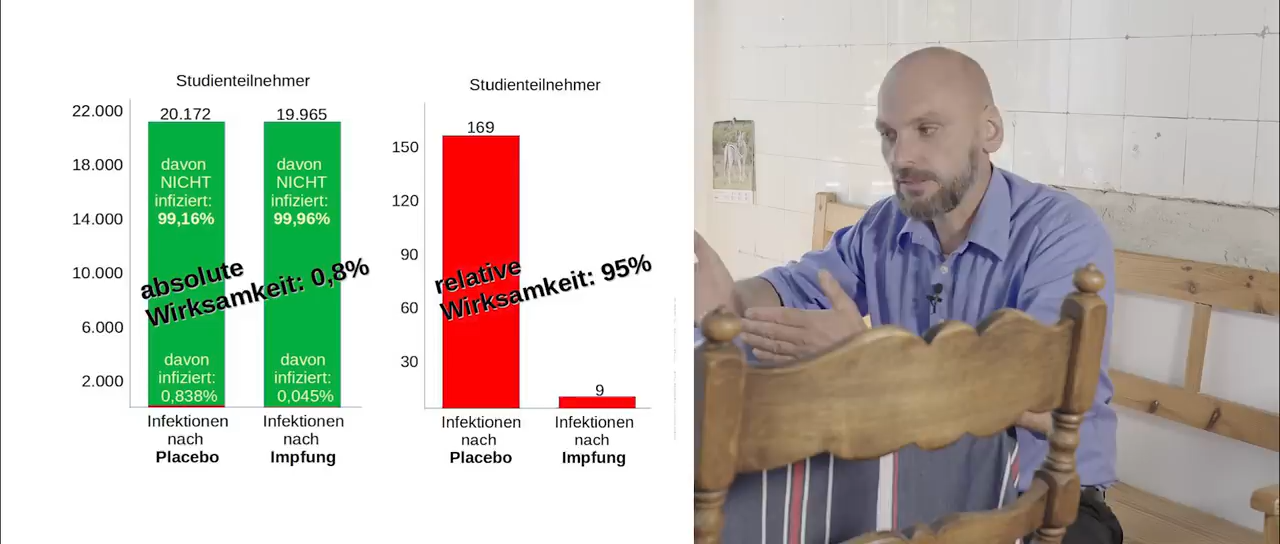 Studienteilnehmer
22.000
18.000
14.000
10.000
6.000
2.000
20.172
19.965
davon
NICHT
infiziert:
99,16%
davon
NICHT
infiziert:
99,96%
absolute
Wirksamkeit: 0,8%
davon
infiziert:
0,838%
davon
infiziert:
0,045%
Infektionen
nach
Placebo
Infektionen
nach
Impfung
Studienteilnehmer
150
120
90
60
30
169
9
relative
Wirksamkeit: 95%
Infektionen
nach
Placebo
Infektionen
nach
Impfung